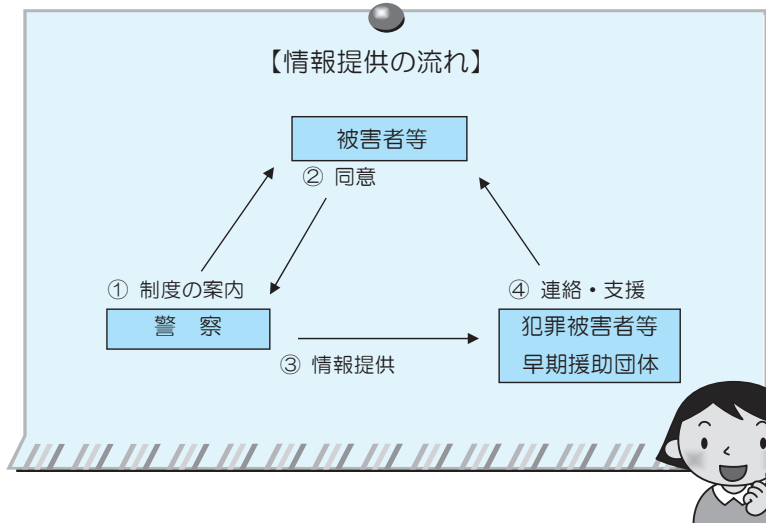 【情報提供の流れ】
被害者等
② 同意
① 制度の案内
警　察
③ 情報提供
④ 連絡・支援
犯罪被害者等
早期援助団体